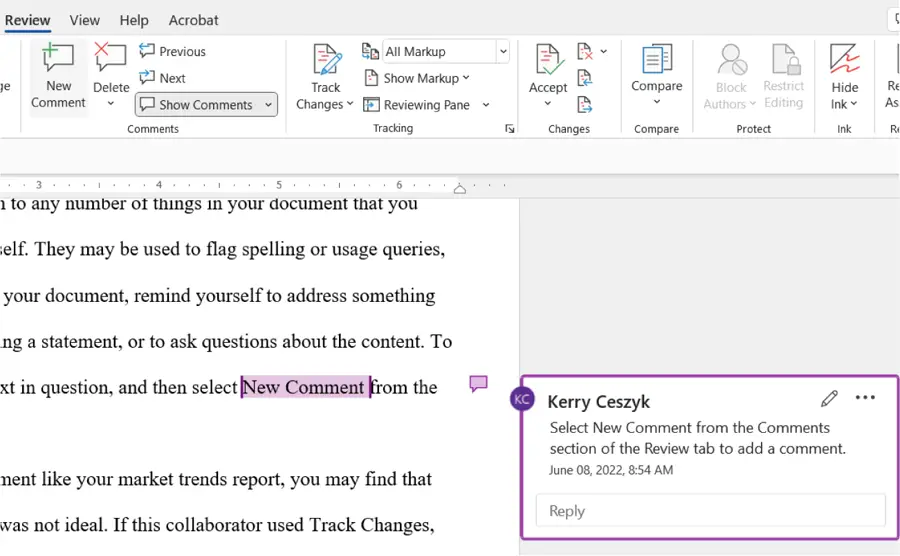 Review View Help Acrobat
New Comment
Delete
Previous
Next
Show Comments
Comments
Track Changes
All Markup
Show Markup
Reviewing Pane
Tracking
Accept
Changes
Compare
Compare
Block Authors
Restrict Editing
Protect
Hide Ink
Ink
3 4 5 6
to any number of things in your document that you
They may be used to flag spelling or usage queries,
your document, remind yourself to address something
a statement, or to ask questions about the content. To
in question, and then select New Comment from the
like your market trends report, you may find that
was not ideal. If this collaborator used Track Changes,
KC
Kerry Ceszyk
Select New Comment from the Comments
section of the Review tab to add a comment.
June 08, 2022, 8:54 AM
Reply